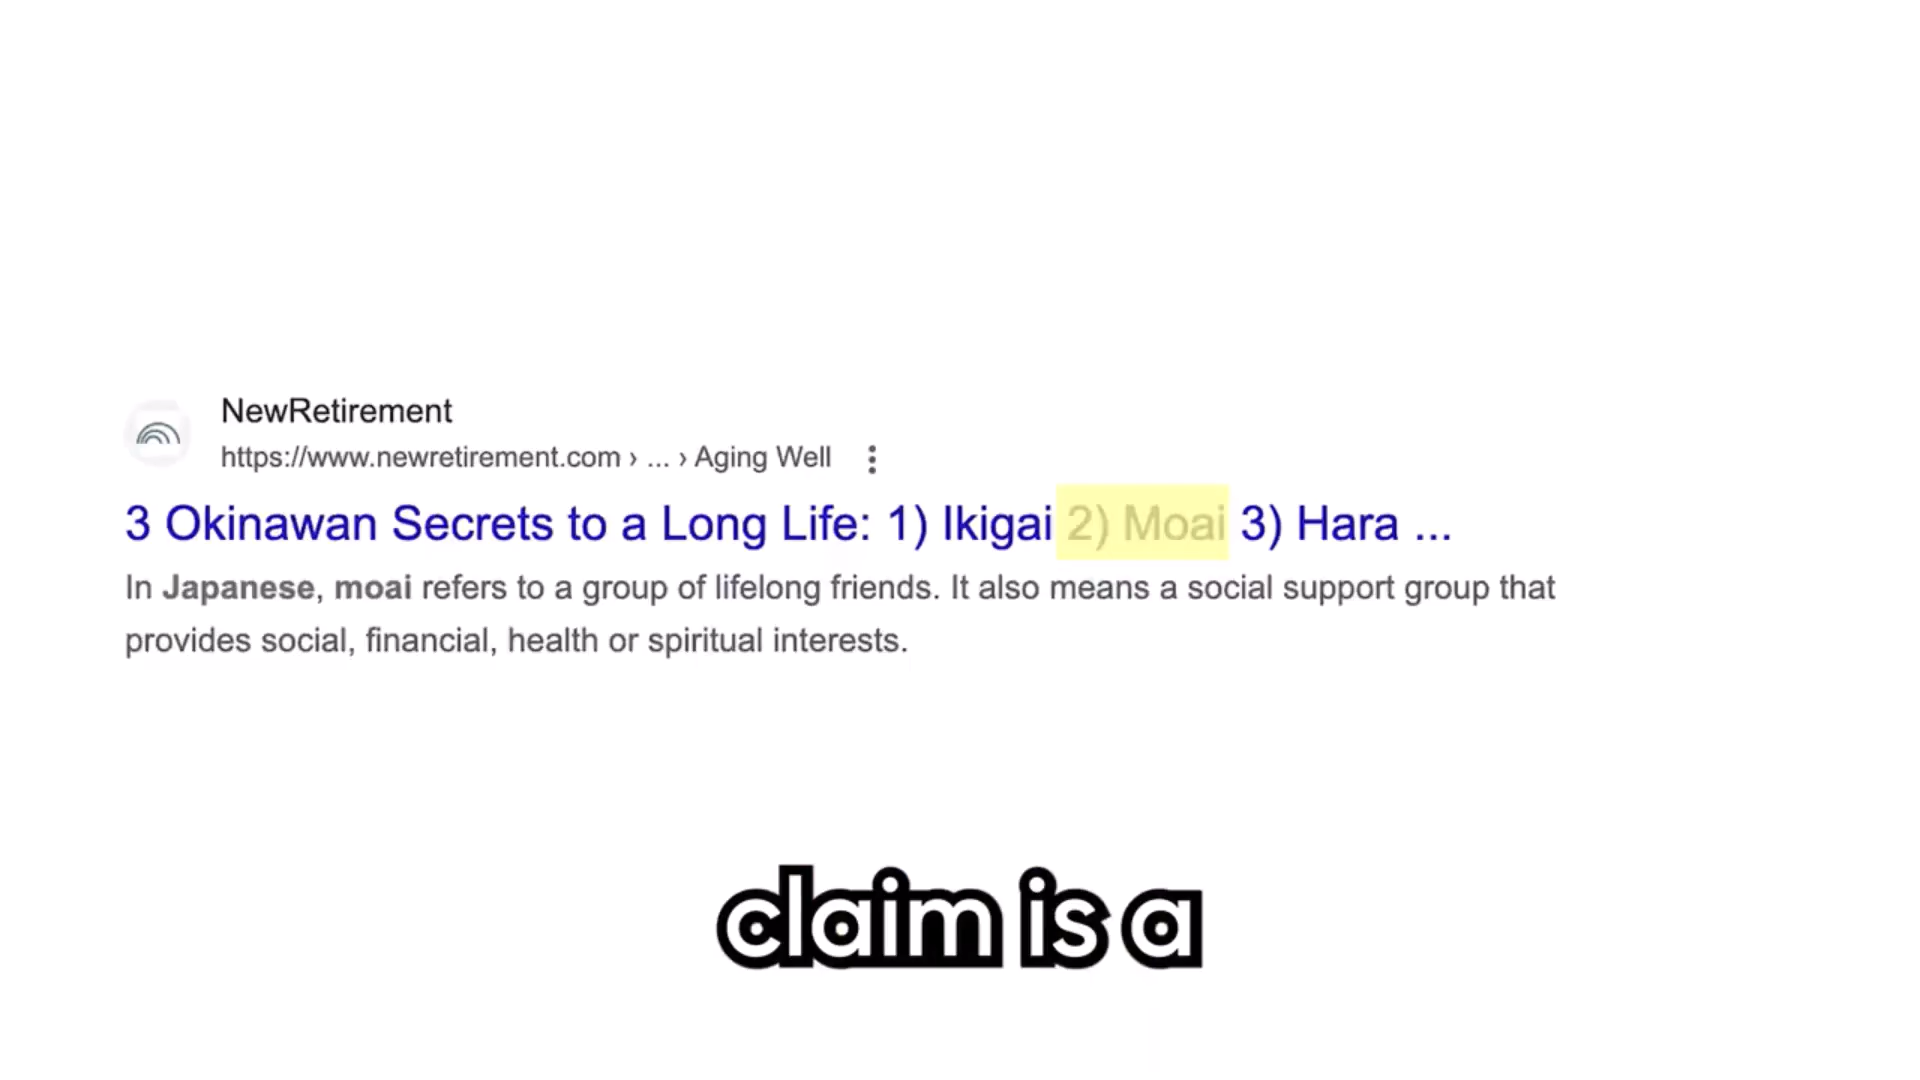 NewRetirement
https://www.newretirement.com › ... › Aging Well
3 Okinawan Secrets to a Long Life: 1) Ikigai 2) Moai 3) Hara ...
In Japanese, moai refers to a group of lifelong friends. It also means a social support group that
provides social, financial, health or spiritual interests.
claim is a